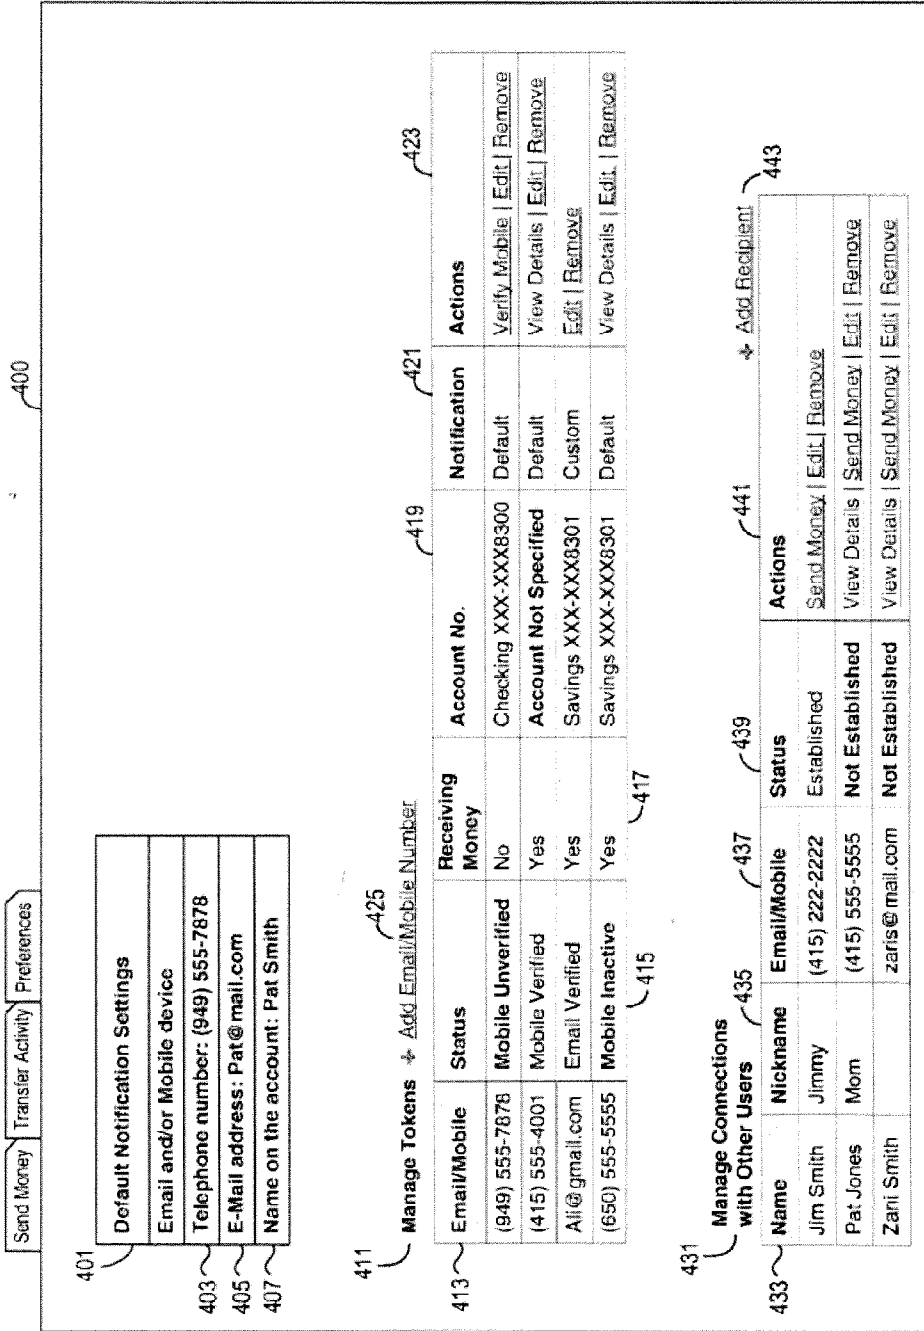 400
Send Money Transfer Activity Preferences
401
Default Notification Settings
Email and/or Mobile device
403 Telephone number: (949) 555-7878
405 E-Mail address: Pat@mail.com
407 Name on the account: Pat Smith
411 Manage Tokens Add Email/Mobile Number 425
419 421 423
413 Email/Mobile Status Receiving Money Account No. Notification Actions
(949) 555-7878 Mobile Unverified No Checking XXX-XXX8300 Default Verify Mobile | Edit | Remove
(415) 555-4001 Mobile Verified Yes Account Not Specified Default View Details | Edit | Remove
Ali@gmail.com Email Verified Yes Savings XXX-XXX8301 Custom Edit | Remove
(650) 555-5555 Mobile Inactive Yes Savings XXX-XXX8301 Default View Details | Edit | Remove
415 417
431 Manage Connections
with Other Users 435 437 439 441 Add Recipient 443
433 Name Nickname Email/Mobile Status Actions
Jim Smith Jimmy (415) 222-2222 Established Send Money | Edit | Remove
Pat Jones Mom (415) 555-5555 Not Established View Details | Send Money | Edit | Remove
Zani Smith zaris@mail.com Not Established View Details | Send Money | Edit | Remove